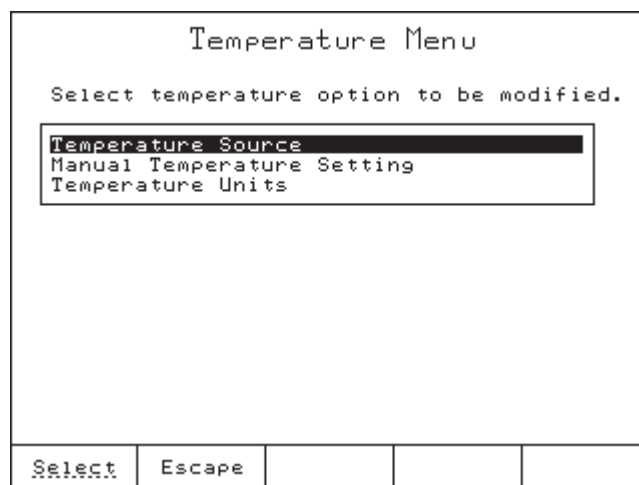 Temperature Menu
Select temperature option to be modified.
Temperature Source
Manual Temperature Setting
Temperature Units
Select Escape